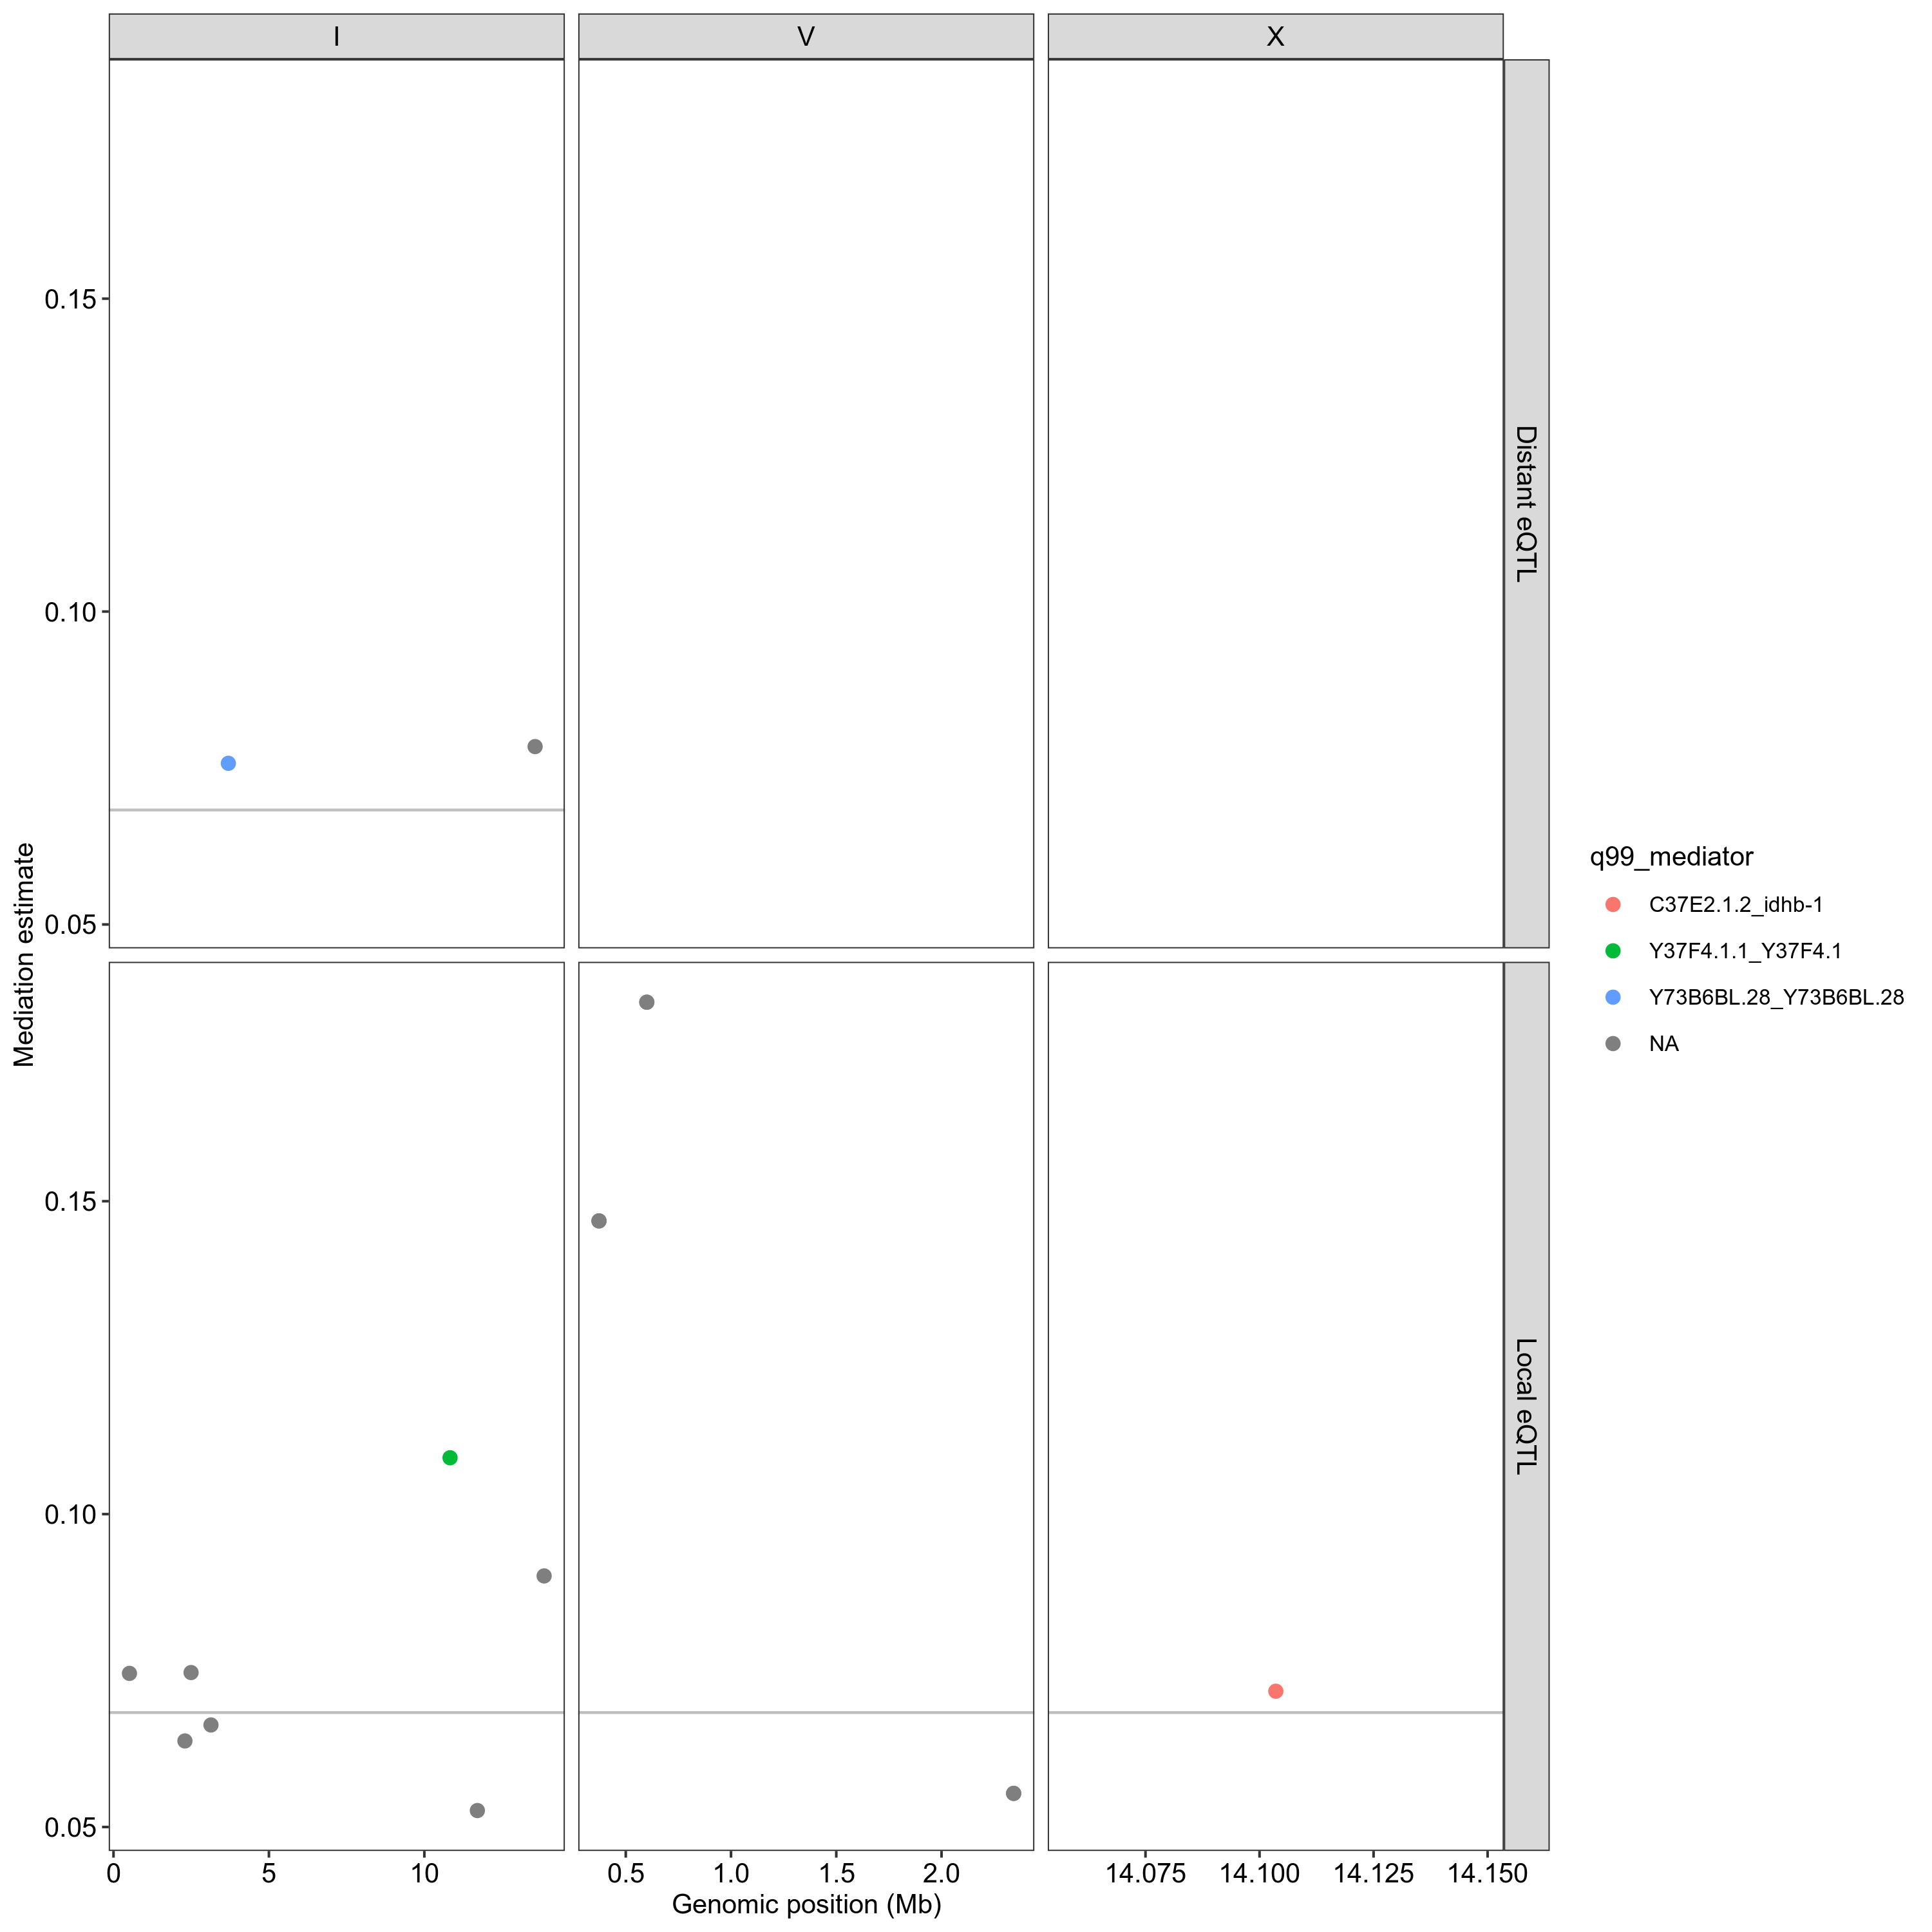 I
V
X
Distant eQTL
0.15
0.10
0.05
Mediation estimate
Local eQTL
0.15
0.10
0.05
0
5
10
0.5
1.0
1.5
2.0
14.075
14.100
14.125
14.150
Genomic position (Mb)
q99_mediator
C37E2.1.2_idhb-1
Y37F4.1.1_Y37F4.1
Y73B6BL.28_Y73B6BL.28
NA